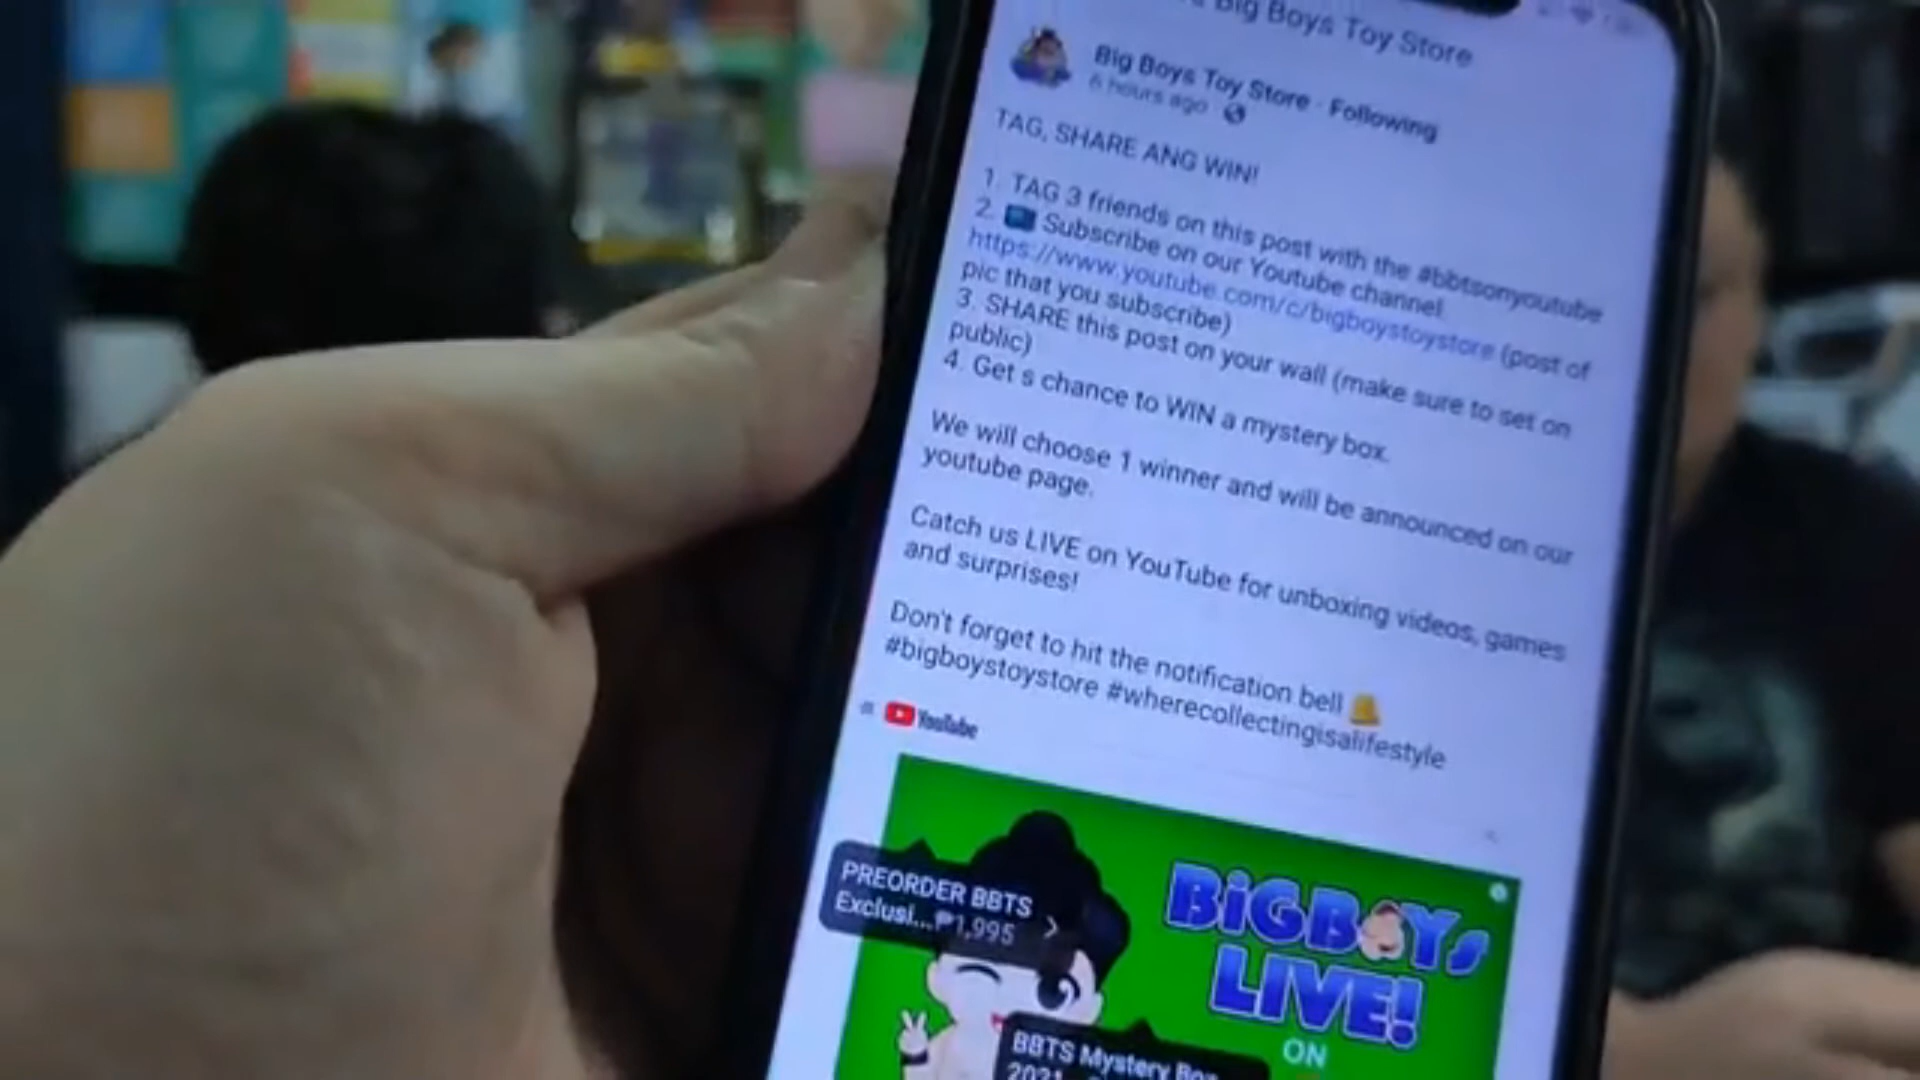 Big Boys Toy Store
Big Boys Toy Store · Following
6 hours ago
TAG, SHARE ANG WIN!
1. TAG 3 friends on this post with the #bbtsonyoutube
2. Subscribe on our Youtube channel
https://www.youtube.com/c/bigboystoystore (post of
pic that you subscribe)
3. SHARE this post on your wall (make sure to set on
public)
4. Get s chance to WIN a mystery box.
We will choose 1 winner and will be announced on our
youtube page.
Catch us LIVE on YouTube for unboxing videos, games
and surprises!
Don't forget to hit the notification bell
#bigboystoystore #wherecollectingisalifestyle
YouTube
PREORDER BBTS
Exclusi...₱1,995
BiGBOYs
LIVE!
ON
BBTS Mystery Box
2021